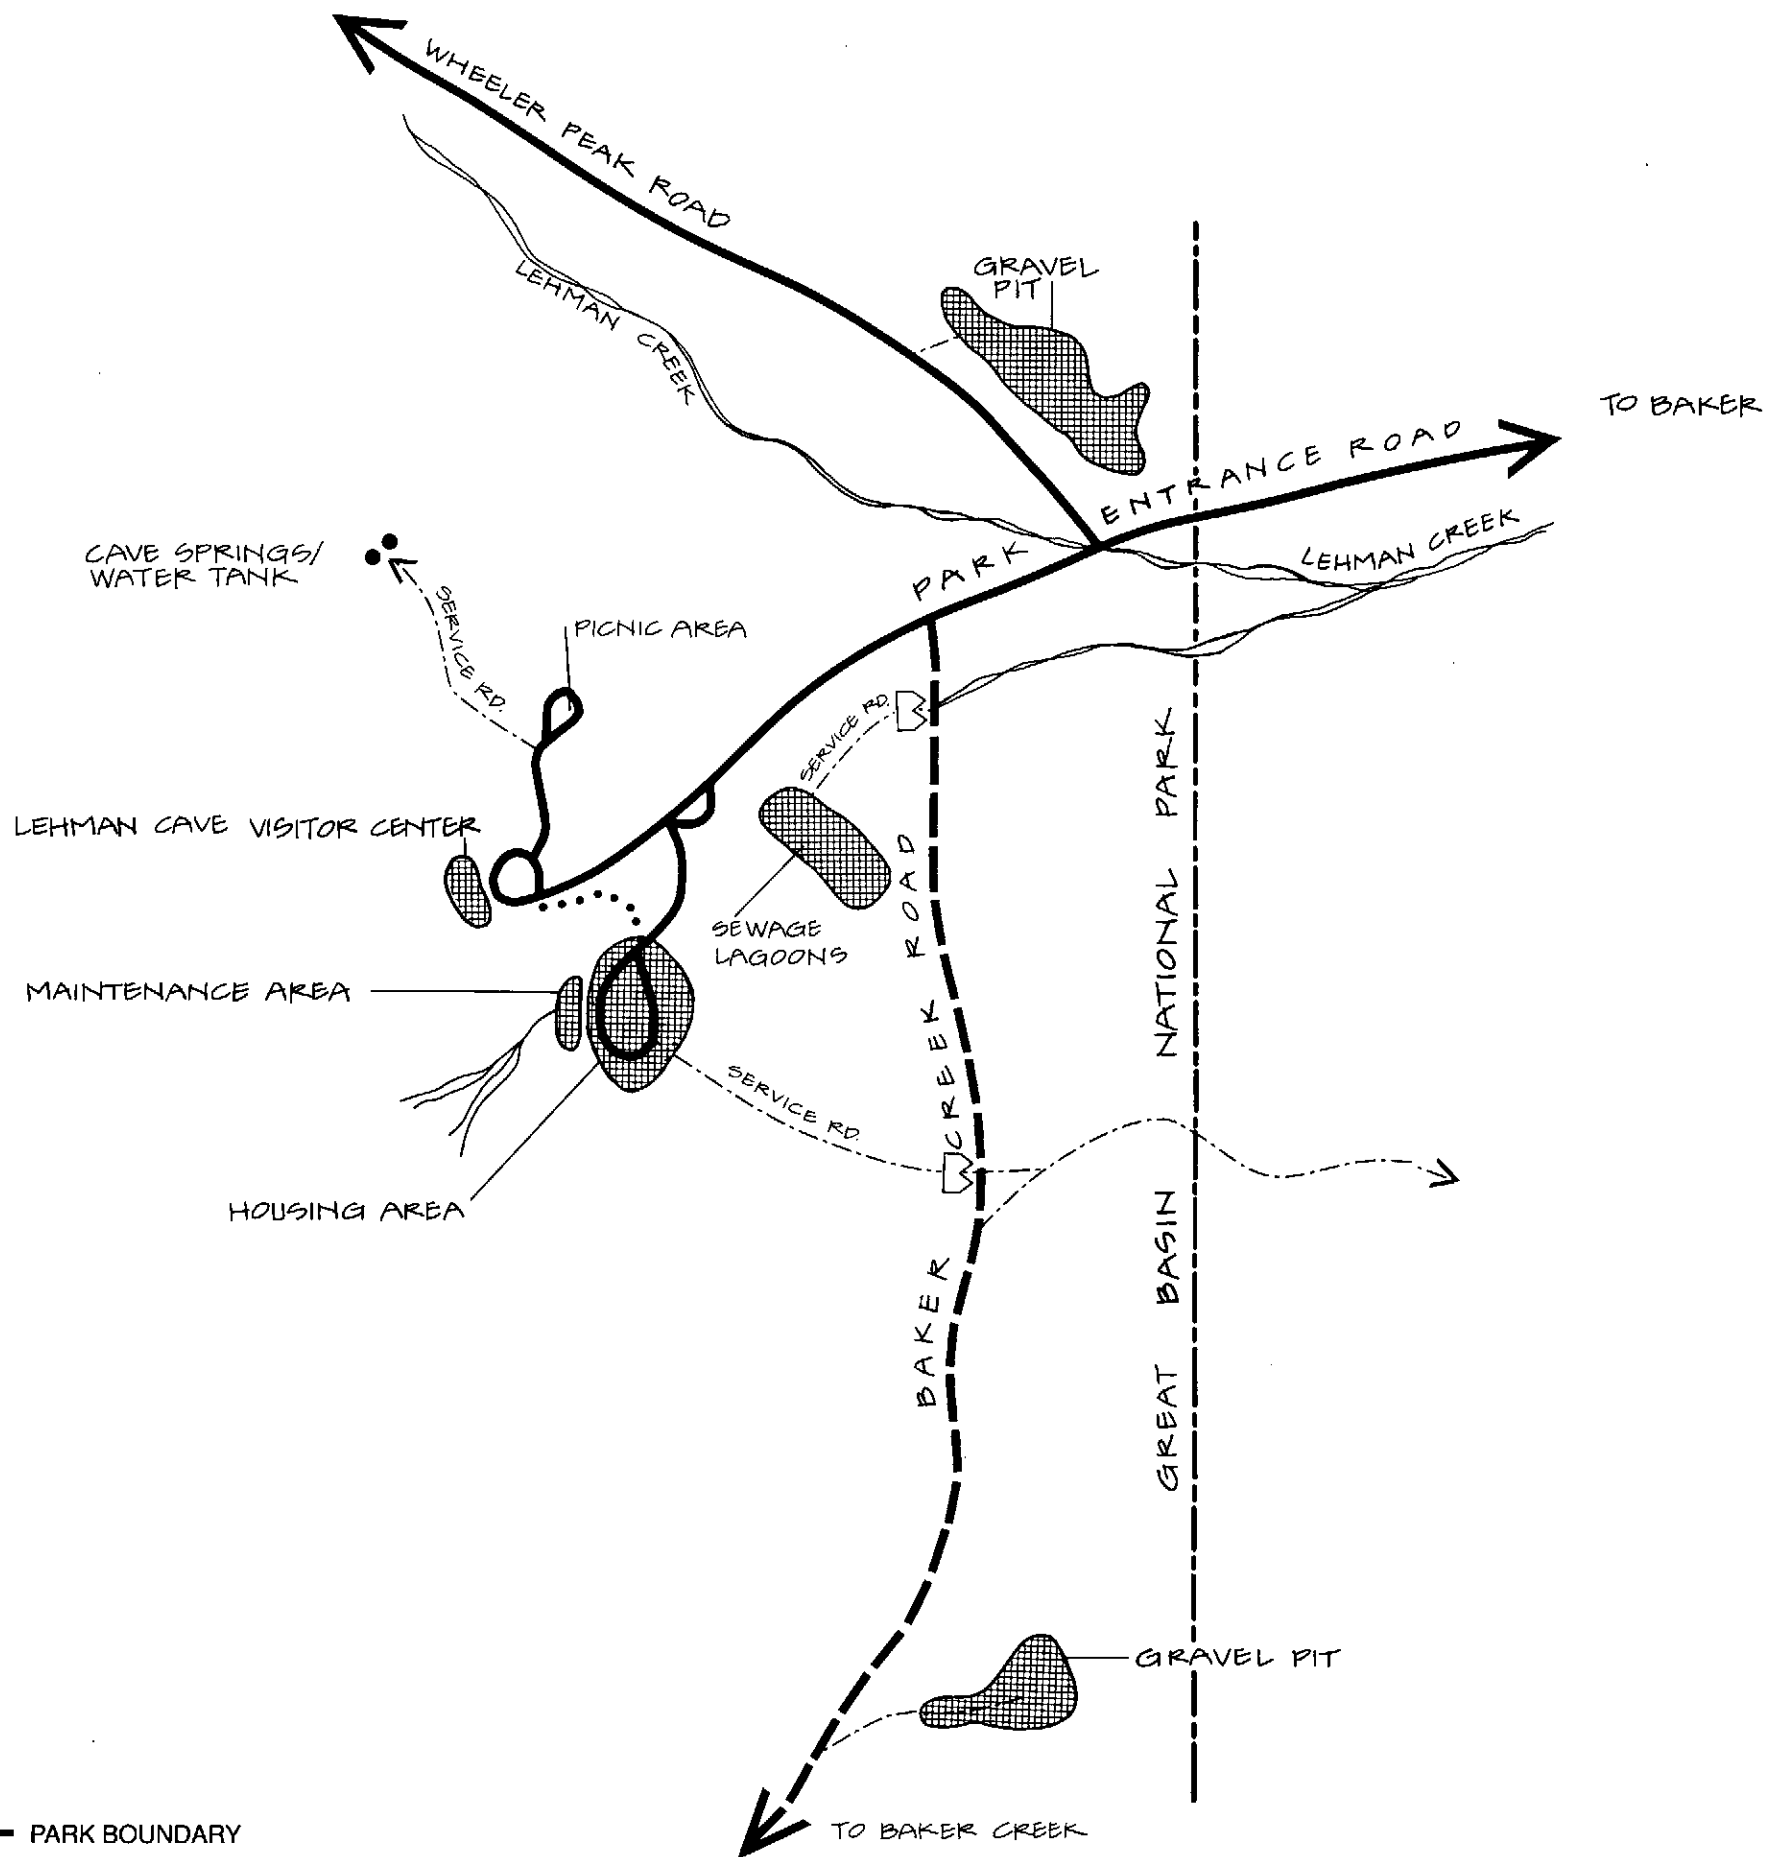 WHEELER PEAK ROAD
LEHMAN CREEK
GRAVEL
PIT
TO BAKER
PARK ENTRANCE ROAD
LEHMAN CREEK
CAVE SPRINGS/
WATER TANK
SERVICE RD.
PICNIC AREA
SERVICE RD.
LEHMAN CAVE VISITOR CENTER
SEWAGE
LAGOONS
MAINTENANCE AREA
SERVICE RD.
HOUSING AREA
BAKER CREEK ROAD
GREAT BASIN NATIONAL PARK
GRAVEL PIT
TO BAKER CREEK
PARK BOUNDARY